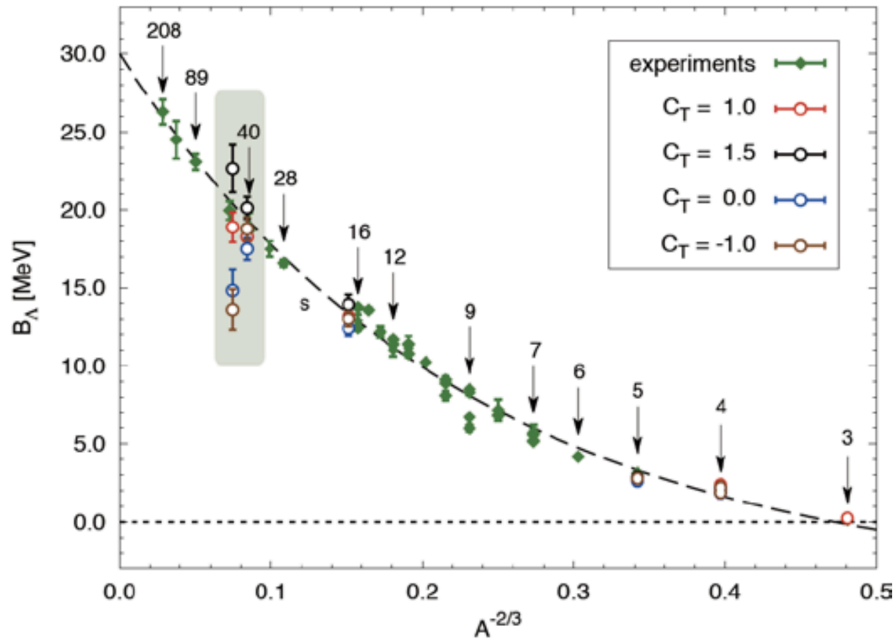 208
89
40
28
16
12
9
7
6
5
4
3
experiments
C_T = 1.0
C_T = 1.5
C_T = 0.0
C_T = -1.0
30.0
25.0
20.0
15.0
10.0
5.0
0.0
s
B_Λ [MeV]
0.0 0.1 0.2 0.3 0.4 0.5
A^{-2/3}